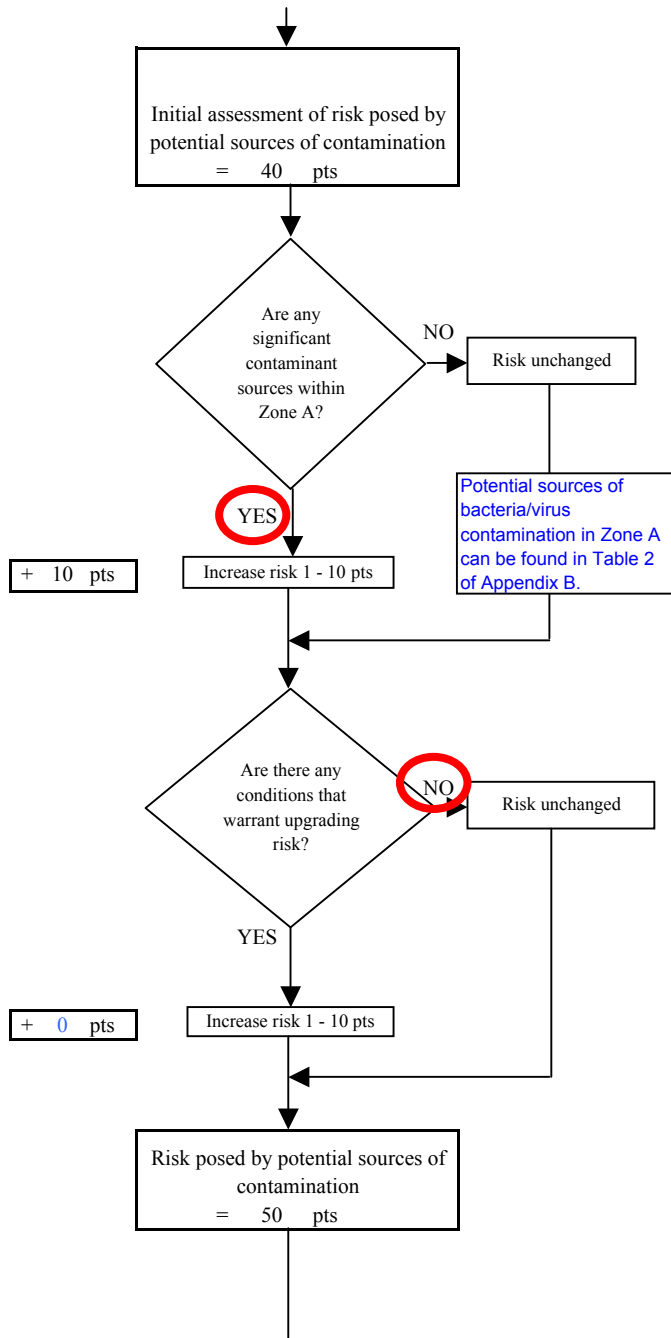 Initial assessment of risk posed by
potential sources of contamination
= 40 pts
Are any
significant
contaminant
sources within
Zone A?
NO
Risk unchanged
YES
Potential sources of
bacteria/virus
contamination in Zone A
can be found in Table 2
of Appendix B.
+ 10 pts
Increase risk 1 - 10 pts
Are there any
conditions that
warrant upgrading
risk?
NO
Risk unchanged
YES
+ 0 pts
Increase risk 1 - 10 pts
Risk posed by potential sources of
contamination
= 50 pts